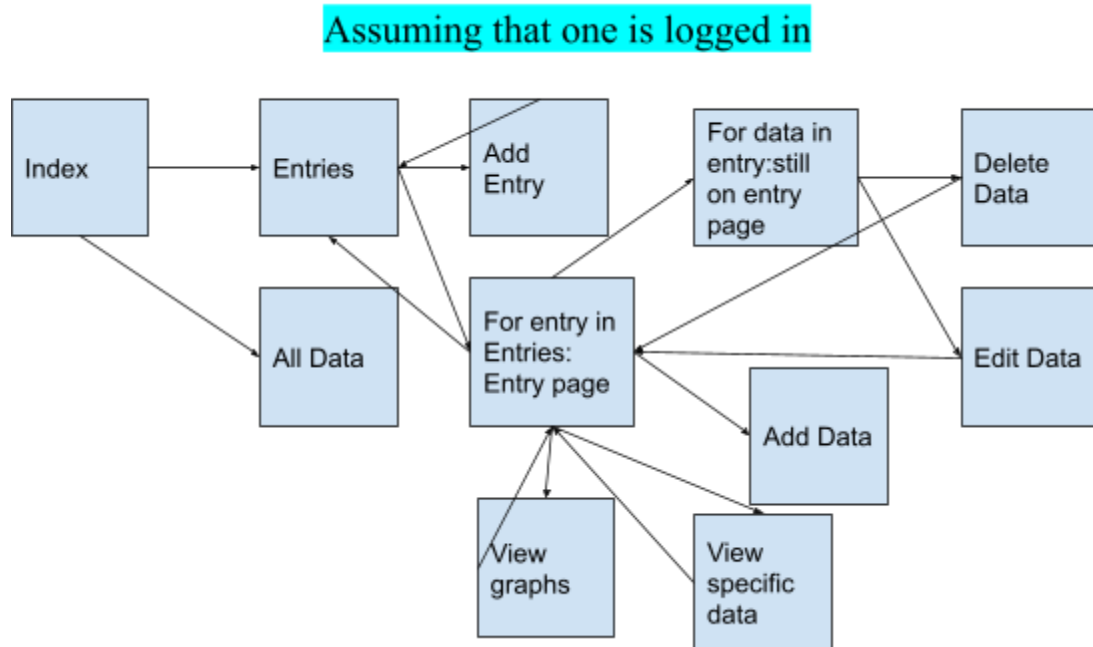 Assuming that one is logged in
Index
Entries
Add
Entry
For data in
entry:still
on entry
page
Delete
Data
All Data
For entry in
Entries:
Entry page
Edit Data
Add Data
View
graphs
View
specific
data